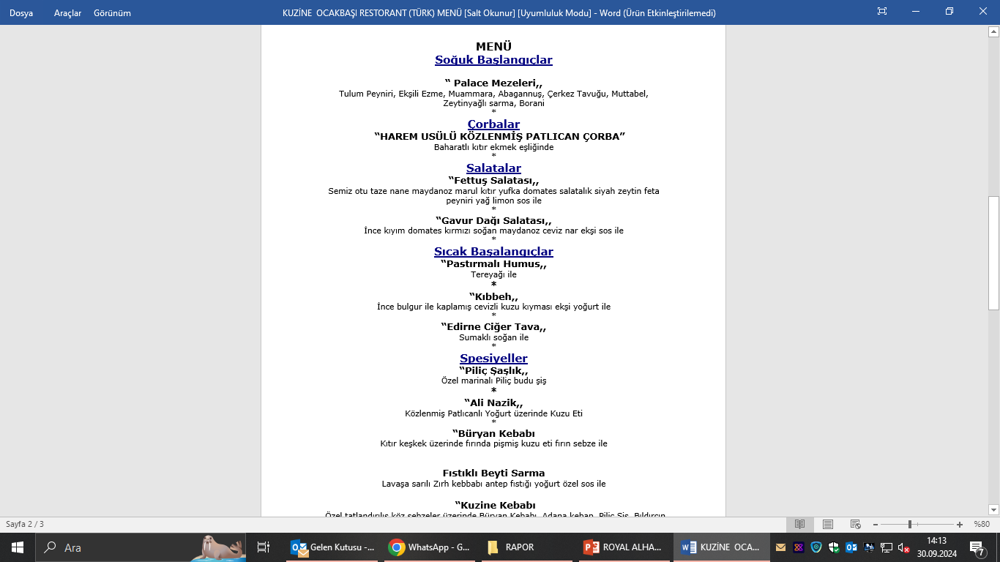 Dosya Araçlar Görünüm KUZİNE OCAKBAŞI RESTORANT (TÜRK) MENÜ [Salt Okunur] [Uyumluluk Modu] - Word (Ürün Etkinleştirilemedi)
MENÜ
Soğuk Başlangıçlar
“ Palace Mezeleri,,
Tulum Peyniri, Ekşili Ezme, Muammara, Abagannuş, Çerkez Tavuğu, Muttabel,
Zeytinyağlı sarma, Borani
*
Çorbalar
“HAREM USÜLÜ KÖZLENMİŞ PATLICAN ÇORBA”
Baharatlı kıtır ekmek eşliğinde
*
Salatalar
“Fettuş Salatası,,
Semiz otu taze nane maydanoz marul kıtır yufka domates salatalık siyah zeytin feta
peyniri yağ limon sos ile
*
“Gavur Dağı Salatası,,
İnce kıyım domates kırmızı soğan maydanoz ceviz nar ekşi sos ile
*
Sıcak Başalangıçlar
“Pastırmalı Humus,,
Tereyağı ile
*
“Kıbbeh,,
İnce bulgur ile kaplamış cevizli kuzu kıyması ekşi yoğurt ile
*
“Edirne Ciğer Tava,,
Sumaklı soğan ile
*
Spesiyeller
“Piliç Şaşlık,,
Özel marinalı Piliç budu şiş
*
“Ali Nazik,,
Közlenmiş Patlıcanlı Yoğurt üzerinde Kuzu Eti
*
“Büryan Kebabı
Kıtır keşkek üzerinde fırında pişmiş kuzu eti fırın sebze ile
Fıstıklı Beyti Sarma
Lavaşa sarılı Zırh kebbabı antep fıstığı yoğurt özel sos ile
“Kuzine Kebabı
Özel tatlandırılış köz sebzeler üzerinde Büryan Kebabı, Adana kebap, Piliç Şiş, Bıldırcın
Sayfa 2 / 3 %80
Ara Gelen Kutusu -... WhatsApp - G... RAPOR ROYAL ALHA... KUZİNE OCA... 14:13
30.09.2024 7